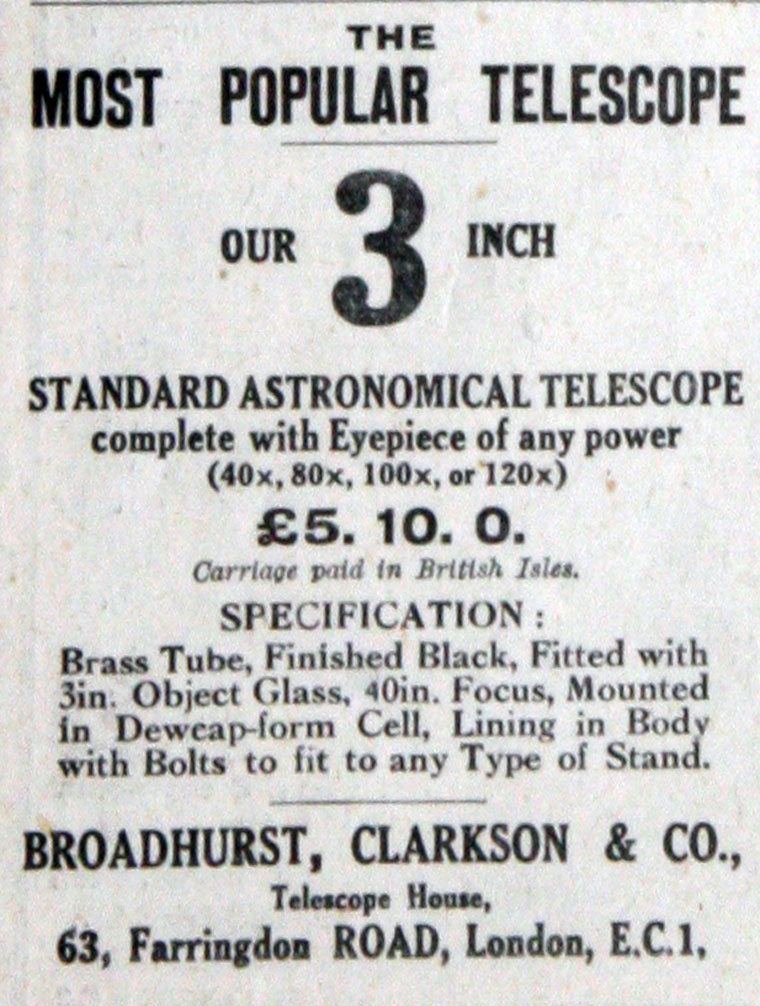 THE
MOST POPULAR TELESCOPE
OUR 3 INCH
STANDARD ASTRONOMICAL TELESCOPE
complete with Eyepiece of any power
(40x, 80x, 100x, or 120x)
£5. 10. 0.
Carriage paid in British Isles.
SPECIFICATION :
Brass Tube, Finished Black, Fitted with
3in. Object Glass, 40in. Focus, Mounted
in Dewcap-form Cell, Lining in Body
with Bolts to fit to any Type of Stand.
BROADHURST, CLARKSON & CO.,
Telescope House,
63, Farringdon ROAD, London, E.C.1.